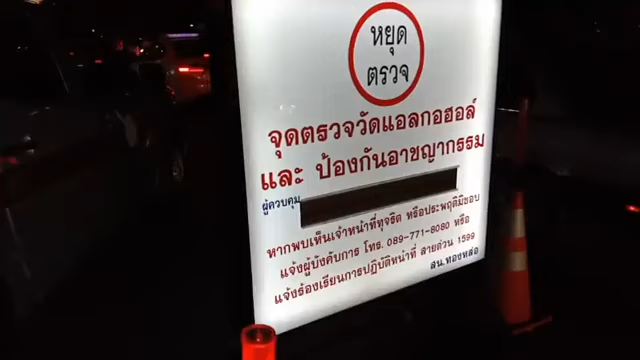 หยุด
ตรวจ
จุดตรวจวัดแอลกอฮอล์
และ ป้องกันอาชญากรรม
ผู้ควบคุม
หากพบเห็นเจ้าหน้าที่ทุจริต หรือประพฤติมิชอบ
แจ้งผู้บังคับการ โทร. 089-771-8080 หรือ
แจ้งร้องเรียนการปฏิบัติหน้าที่ สายด่วน 1599
สน.ทองหล่อ